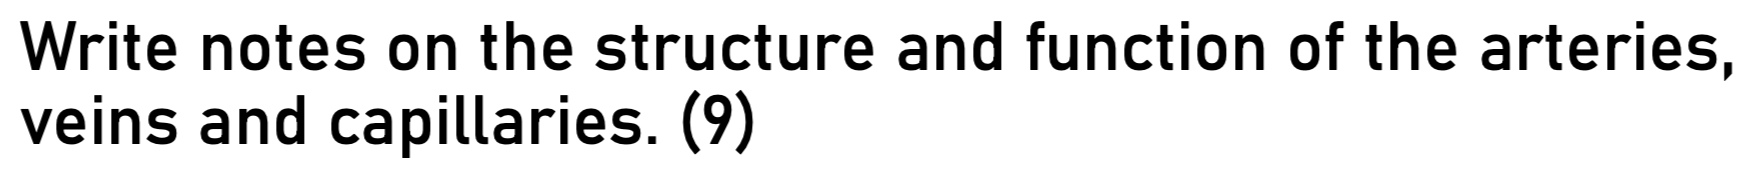 Write notes on the structure and function of the arteries,
veins and capillaries. (9)